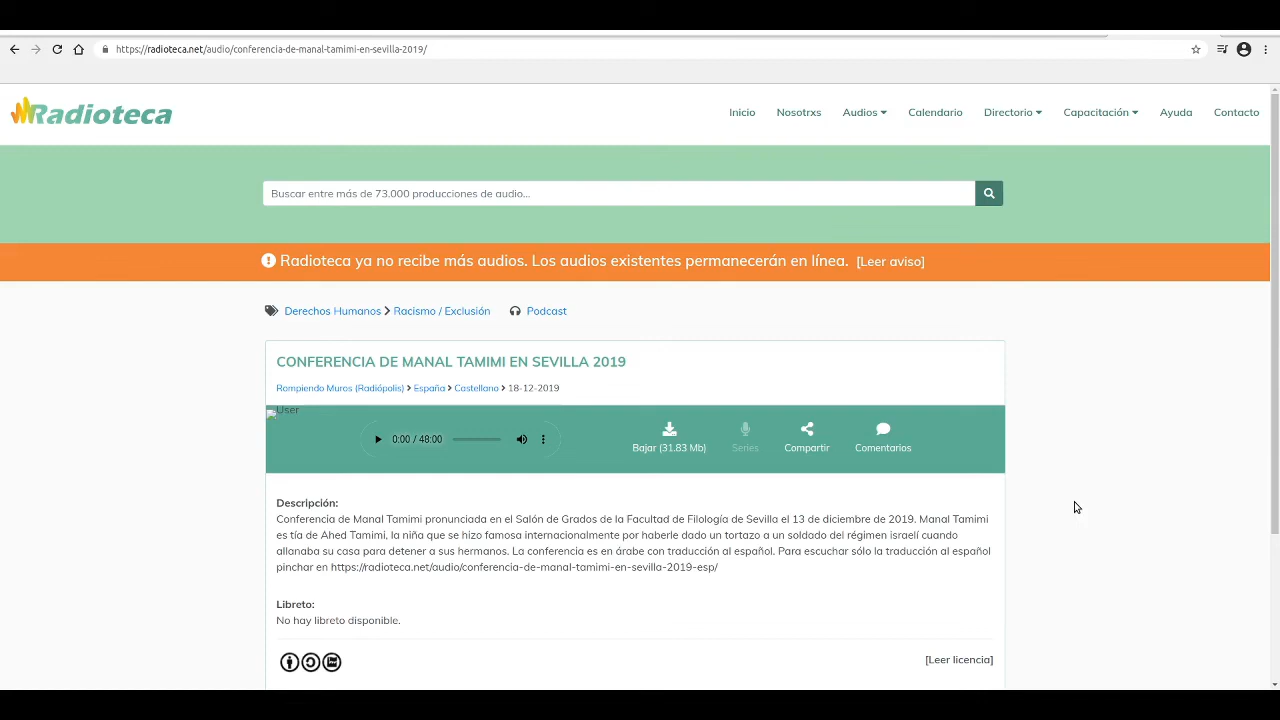 https://radioteca.net/audio/conferencia-de-manal-tamimi-en-sevilla-2019/
Radioteca
Inicio Nosotrxs Audios Calendario Directorio Capacitación Ayuda Contacto
Buscar entre más de 73.000 producciones de audio...
Radioteca ya no recibe más audios. Los audios existentes permanecerán en línea. [Leer aviso]
Derechos Humanos Racismo / Exclusión Podcast
CONFERENCIA DE MANAL TAMIMI EN SEVILLA 2019
Rompiendo Muros (Radiópolis) España Castellano 18-12-2019
User
0:00 / 48:00
Bajar (31.83 Mb) Series Compartir Comentarios
Descripción:
Conferencia de Manal Tamimi pronunciada en el Salón de Grados de la Facultad de Filología de Sevilla el 13 de diciembre de 2019. Manal Tamimi
es tía de Ahed Tamimi, la niña que se hizo famosa internacionalmente por haberle dado un tortazo a un soldado del régimen israelí cuando
allanaba su casa para detener a sus hermanos. La conferencia es en árabe con traducción al español. Para escuchar sólo la traducción al español
pinchar en https://radioteca.net/audio/conferencia-de-manal-tamimi-en-sevilla-2019-esp/
Libreto:
No hay libreto disponible.
[Leer licencia]